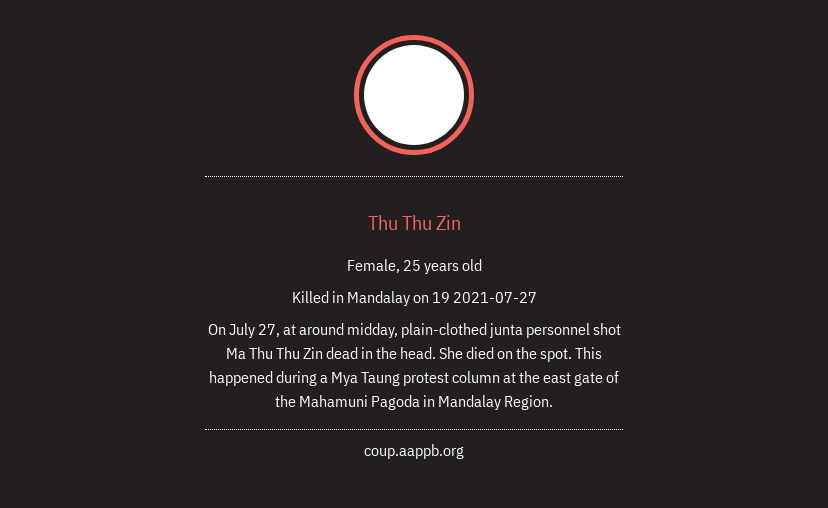 Thu Thu Zin
Female, 25 years old
Killed in Mandalay on 19 2021-07-27
On July 27, at around midday, plain-clothed junta personnel shot
Ma Thu Thu Zin dead in the head. She died on the spot. This
happened during a Mya Taung protest column at the east gate of
the Mahamuni Pagoda in Mandalay Region.
coup.aappb.org